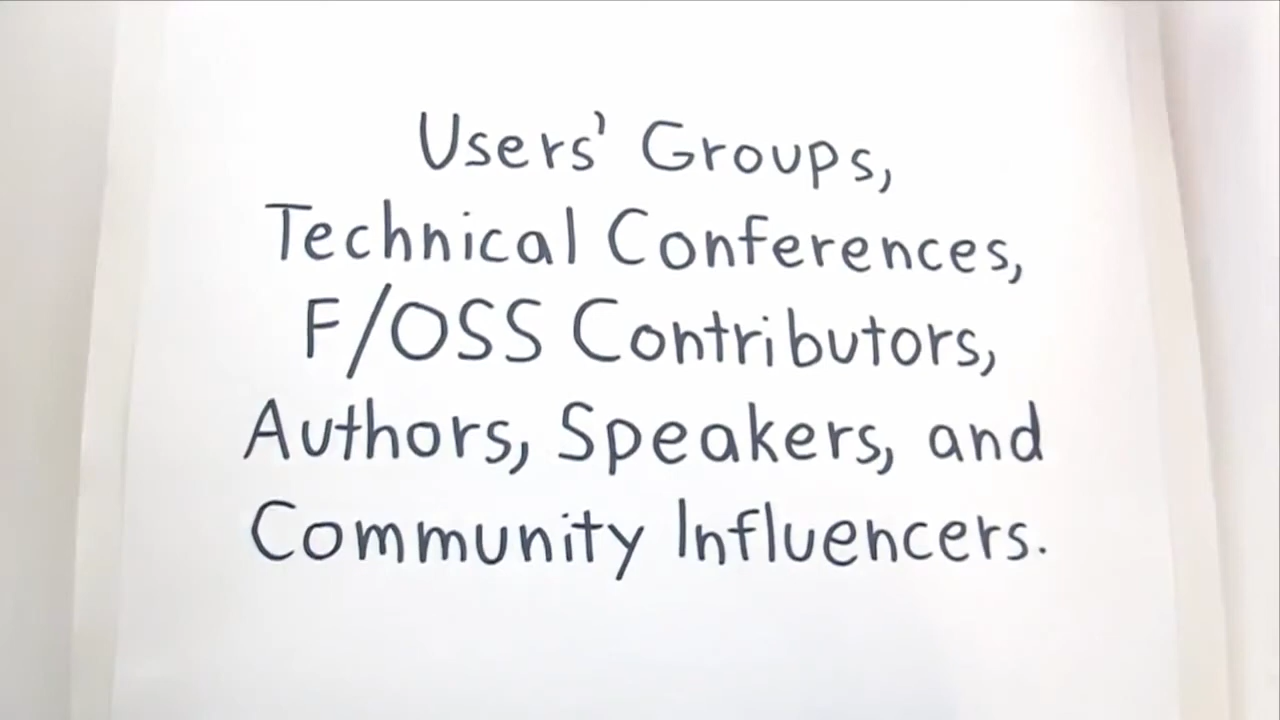 Users' Groups,
Technical Conferences,
F/OSS Contributors,
Authors, Speakers, and
Community Influencers.